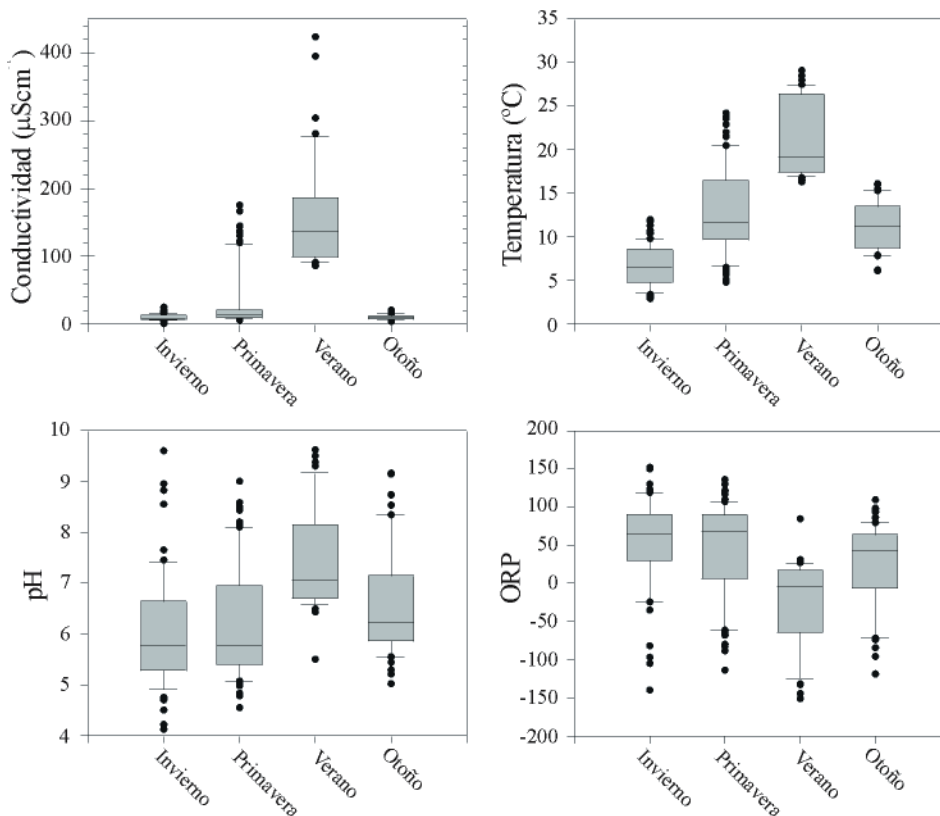 Conductividad (µScm⁻¹)
400
300
200
100
0
Invierno
Primavera
Verano
Otoño
Temperatura (ºC)
35
30
25
20
15
10
5
0
Invierno
Primavera
Verano
Otoño
pH
10
9
8
7
6
5
4
Invierno
Primavera
Verano
Otoño
ORP
200
150
100
50
0
-50
-100
-150
-200
Invierno
Primavera
Verano
Otoño